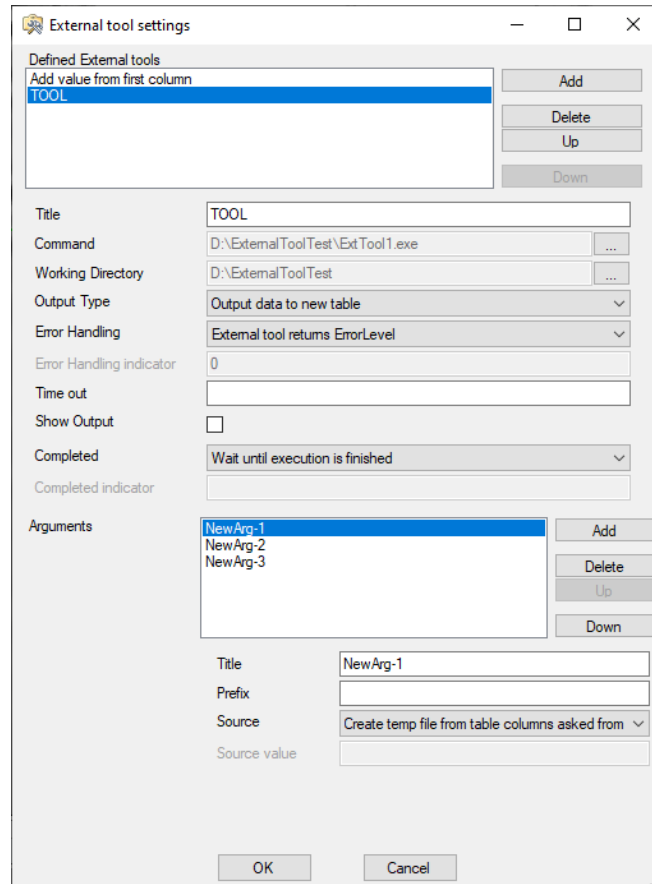 External tool settings
Defined External tools
Add value from first column
TOOL
Add
Delete
Up
Down
Title TOOL
Command D:\ExternalToolTest\ExtTool1.exe ...
Working Directory D:\ExternalToolTest ...
Output Type Output data to new table
Error Handling External tool returns ErrorLevel
Error Handling indicator 0
Time out
Show Output
Completed Wait until execution is finished
Completed indicator
Arguments
NewArg-1
NewArg-2
NewArg-3
Add
Delete
Up
Down
Title NewArg-1
Prefix
Source Create temp file from table columns asked from
Source value
OK Cancel